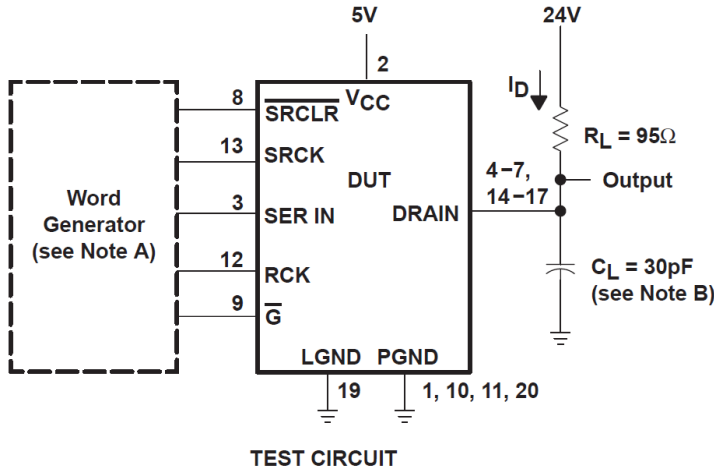 5V
24V
2
I_D
8
V_CC
SRCLR
13
SRCK
R_L = 95Ω
DUT
4−7,
14−17
Output
Word
Generator
(see Note A)
3
SER IN
DRAIN
12
RCK
C_L = 30pF
(see Note B)
9
G
LGND PGND
19
1, 10, 11, 20
TEST CIRCUIT